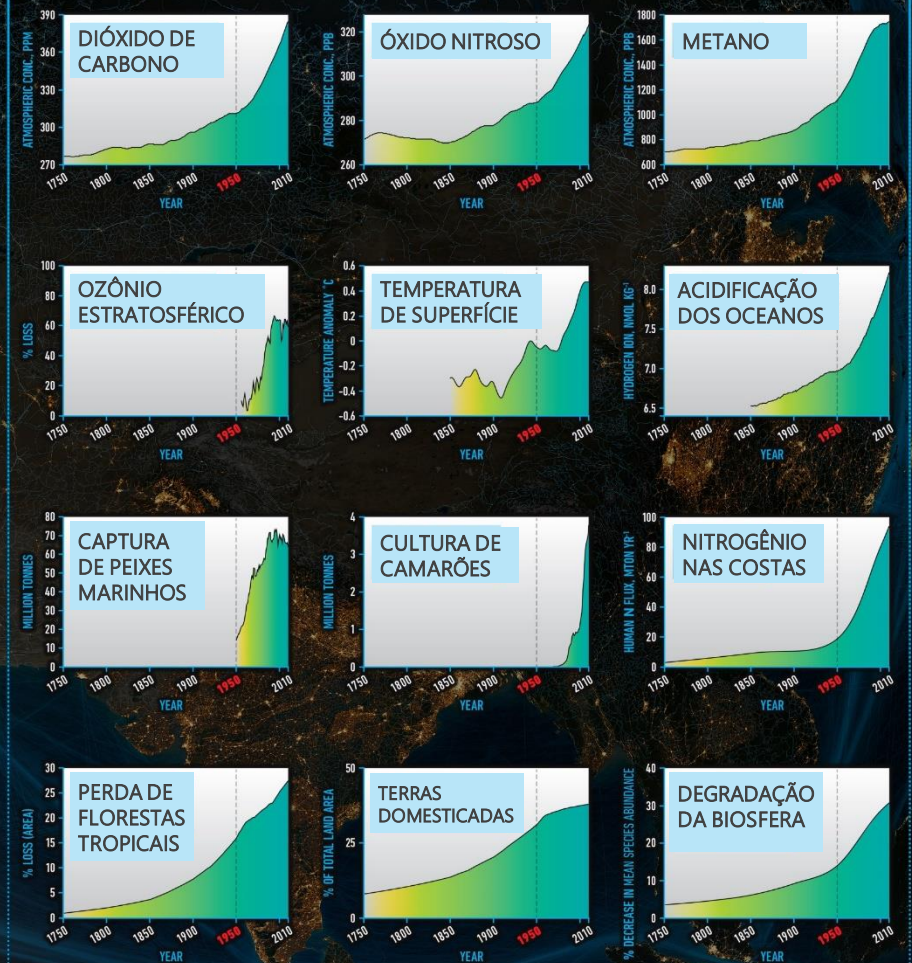 390
360
330
300
270
ATMOSPHERIC CONC., PPM
DIÓXIDO DE
CARBONO
1750
1800
1850
1900
1950
2010
YEAR
320
300
280
260
ATMOSPHERIC CONC., PPB
ÓXIDO NITROSO
1750
1800
1850
1900
1950
2010
YEAR
1800
1600
1400
1200
1000
800
600
ATMOSPHERIC CONC., PPB
METANO
1750
1800
1850
1900
1950
2010
YEAR
100
80
60
40
20
0
% LOSS
OZÔNIO
ESTRATOSFÉRICO
1750
1800
1850
1900
1950
2010
YEAR
0.6
0.4
0.2
0
-0.2
-0.4
-0.6
TEMPERATURE ANOMALY °C
TEMPERATURA
DE SUPERFÍCIE
1750
1800
1850
1900
1950
2010
YEAR
8.0
7.5
7.0
6.5
HYDROGEN ION, NMOL KG⁻¹
ACIDIFICAÇÃO
DOS OCEANOS
1750
1800
1850
1900
1950
2010
YEAR
80
70
60
50
40
30
20
10
0
MILLION TONNES
CAPTURA
DE PEIXES
MARINHOS
1750
1800
1850
1900
1950
2010
YEAR
4
3
2
1
0
MILLION TONNES
CULTURA DE
CAMARÕES
1750
1800
1850
1900
1950
2010
YEAR
100
80
60
40
20
0
HUMAN N FLUX, MTON YR⁻¹
NITROGÊNIO
NAS COSTAS
1750
1800
1850
1900
1950
2010
YEAR
30
25
20
15
10
5
0
% LOSS (AREA)
PERDA DE
FLORESTAS
TROPICAIS
1750
1800
1850
1900
1950
2010
YEAR
50
25
0
% OF TOTAL LAND AREA
TERRAS
DOMESTICADAS
1750
1800
1850
1900
1950
2010
YEAR
40
30
20
10
0
% DECREASE IN MEAN SPECIES ABUNDANCE
DEGRADAÇÃO
DA BIOSFERA
1750
1800
1850
1900
1950
2010
YEAR